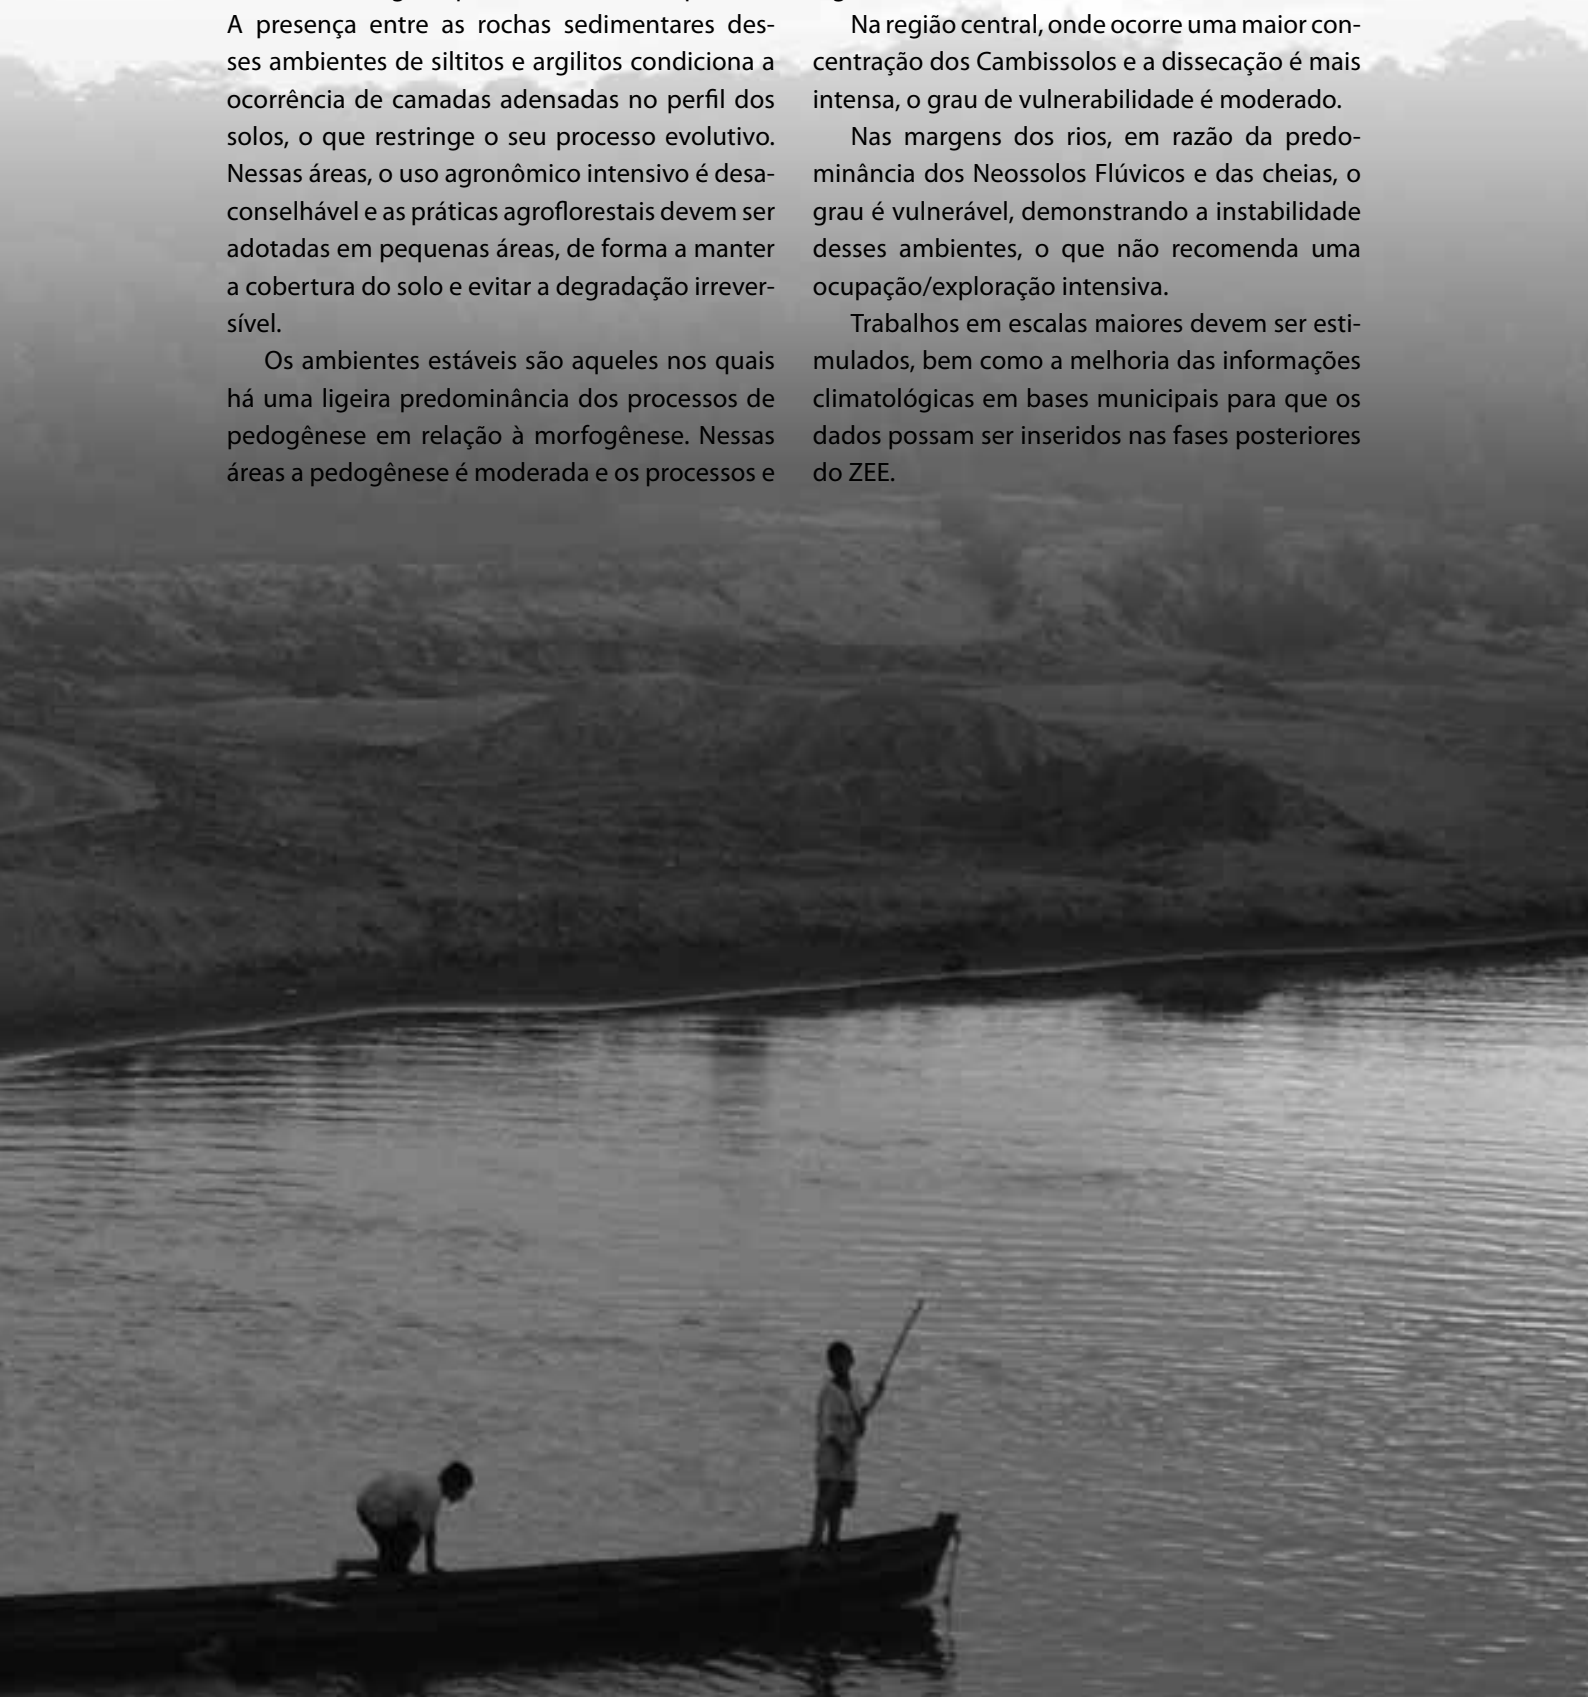 A presença entre as rochas sedimentares des-
ses ambientes de siltitos e argilitos condiciona a
ocorrência de camadas adensadas no perfil dos
solos, o que restringe o seu processo evolutivo.
Nessas áreas, o uso agronômico intensivo é desa-
conselhável e as práticas agroflorestais devem ser
adotadas em pequenas áreas, de forma a manter
a cobertura do solo e evitar a degradação irrever-
sível.
Os ambientes estáveis são aqueles nos quais
há uma ligeira predominância dos processos de
pedogênese em relação à morfogênese. Nessas
áreas a pedogênese é moderada e os processos e
Na região central, onde ocorre uma maior con-
centração dos Cambissolos e a dissecação é mais
intensa, o grau de vulnerabilidade é moderado.
Nas margens dos rios, em razão da predo-
minância dos Neossolos Flúvicos e das cheias, o
grau é vulnerável, demonstrando a instabilidade
desses ambientes, o que não recomenda uma
ocupação/exploração intensiva.
Trabalhos em escalas maiores devem ser esti-
mulados, bem como a melhoria das informações
climatológicas em bases municipais para que os
dados possam ser inseridos nas fases posteriores
do ZEE.